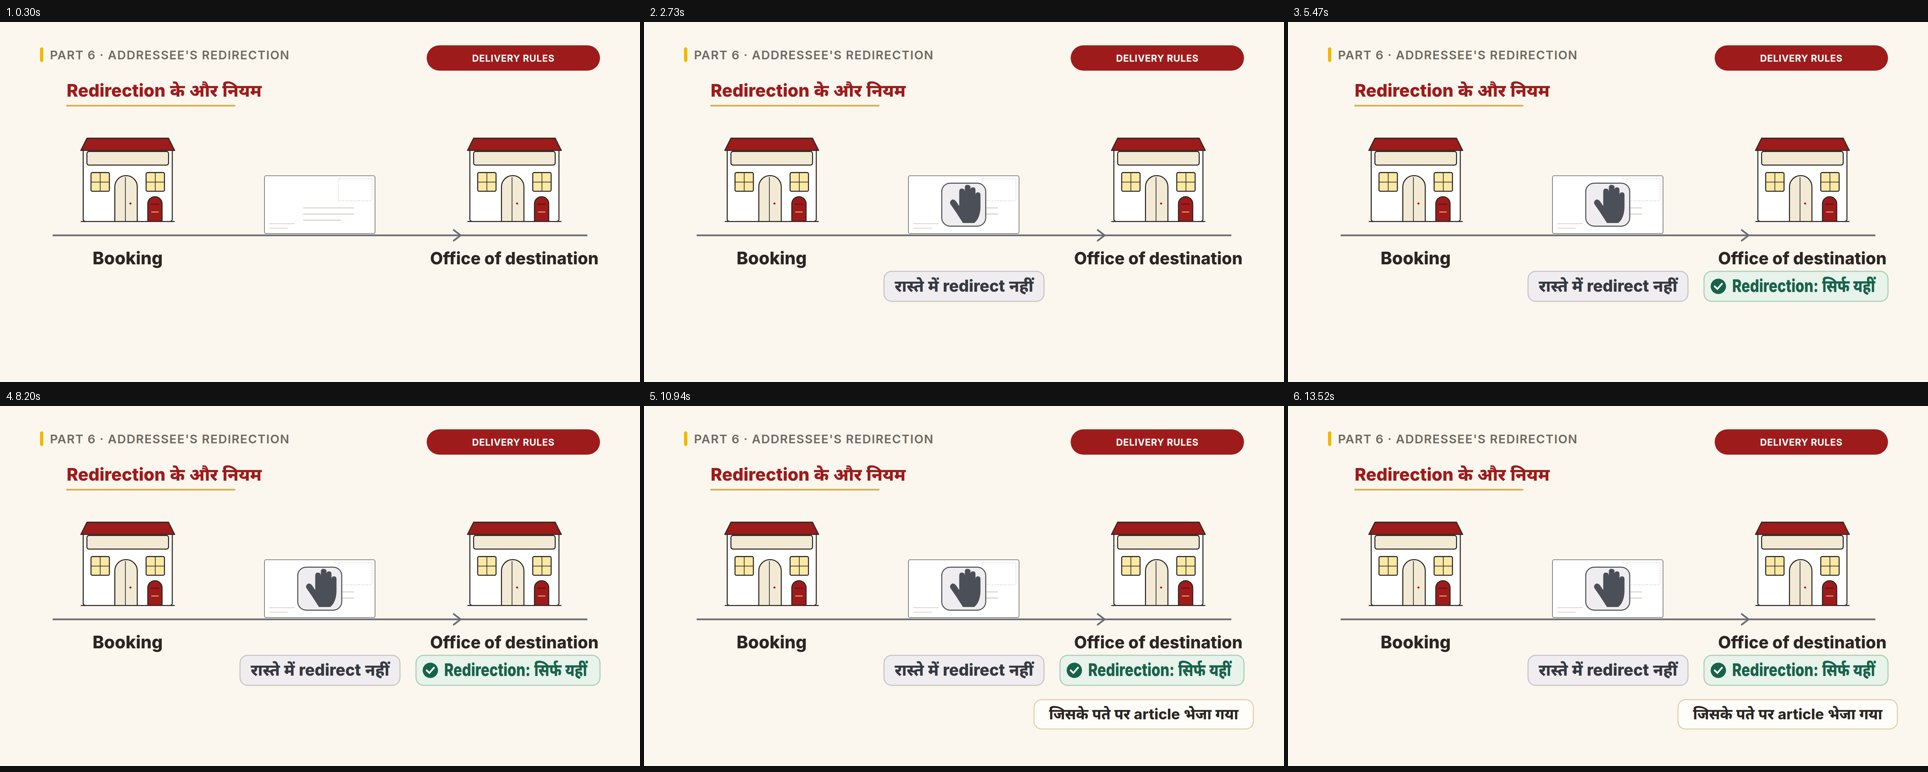 1. 0.30s
PART 6 · ADDRESSEE'S REDIRECTION
DELIVERY RULES
Redirection के और नियम
Booking
Office of destination
2. 2.73s
PART 6 · ADDRESSEE'S REDIRECTION
DELIVERY RULES
Redirection के और नियम
Booking
Office of destination
रास्ते में redirect नहीं
3. 5.47s
PART 6 · ADDRESSEE'S REDIRECTION
DELIVERY RULES
Redirection के और नियम
Booking
Office of destination
रास्ते में redirect नहीं
Redirection: सिर्फ यहीं
4. 8.20s
PART 6 · ADDRESSEE'S REDIRECTION
DELIVERY RULES
Redirection के और नियम
Booking
Office of destination
रास्ते में redirect नहीं
Redirection: सिर्फ यहीं
5. 10.94s
PART 6 · ADDRESSEE'S REDIRECTION
DELIVERY RULES
Redirection के और नियम
Booking
Office of destination
रास्ते में redirect नहीं
Redirection: सिर्फ यहीं
जिसके पते पर article भेजा गया
6. 13.52s
PART 6 · ADDRESSEE'S REDIRECTION
DELIVERY RULES
Redirection के और नियम
Booking
Office of destination
रास्ते में redirect नहीं
Redirection: सिर्फ यहीं
जिसके पते पर article भेजा गया